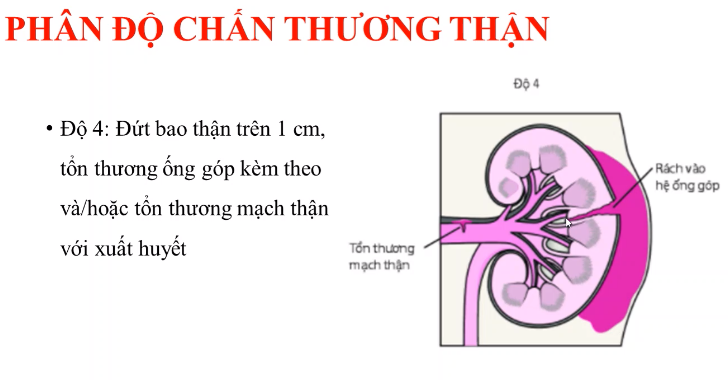 PHÂN ĐỘ CHẤN THƯƠNG THẬN
Độ 4
• Độ 4: Đứt bao thận trên 1 cm,
tổn thương ống góp kèm theo
và/hoặc tổn thương mạch thận
với xuất huyết
Rách vào
hệ ống góp
Tổn thương
mạch thận